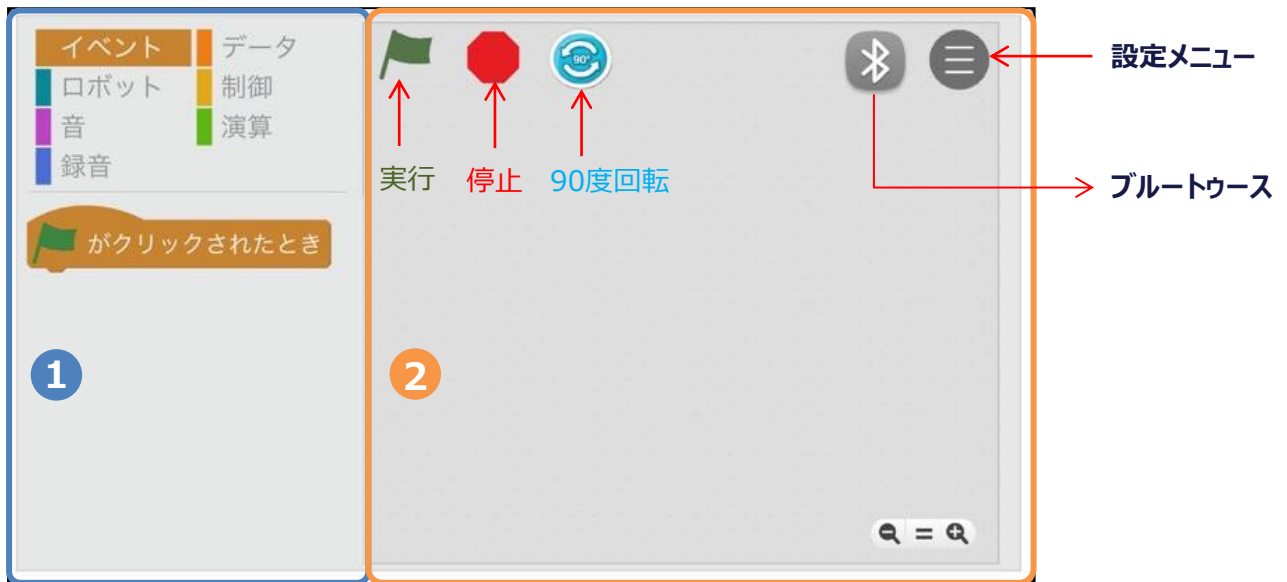 イベント
データ
ロボット
制御
音
演算
録音
がクリックされたとき
1
90°
実行
停止
90度回転
2
設定メニュー
ブルートゥース